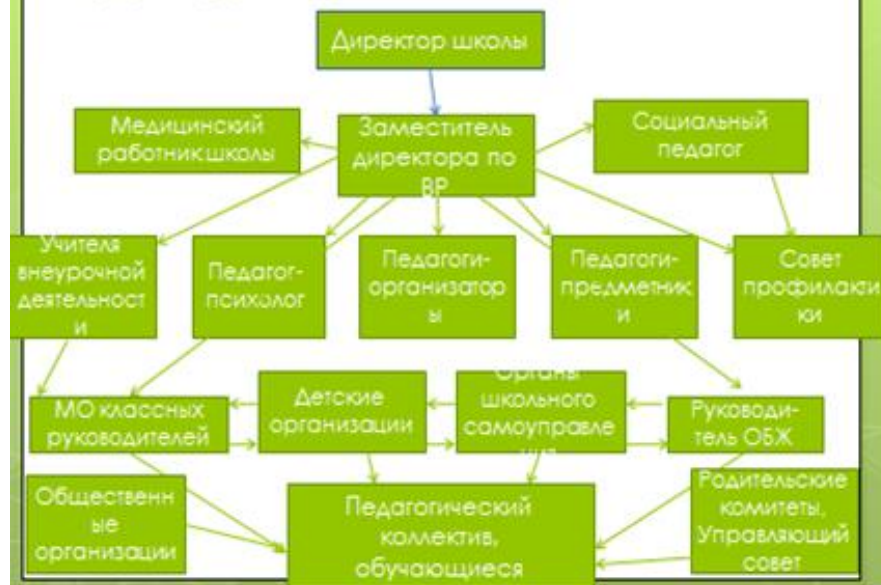 Директор школы
Медицинский
работник школы
Заместитель
директора по
ВР
Социальный
педагог
Учителя
внеурочной
деятельност
и
Педагог-
психолог
Педагоги-
организатор
ы
Педагоги-
предметник
и
Совет
профилакти
ки
МО классных
руководителей
Детские
организации
Органы
школьного
самоуправле
ния
Руководи-
тель ОБЖ
Общественн
ые
организации
Педагогический
коллектив,
обучающиеся
Родительские
комитеты,
Управляющий
совет